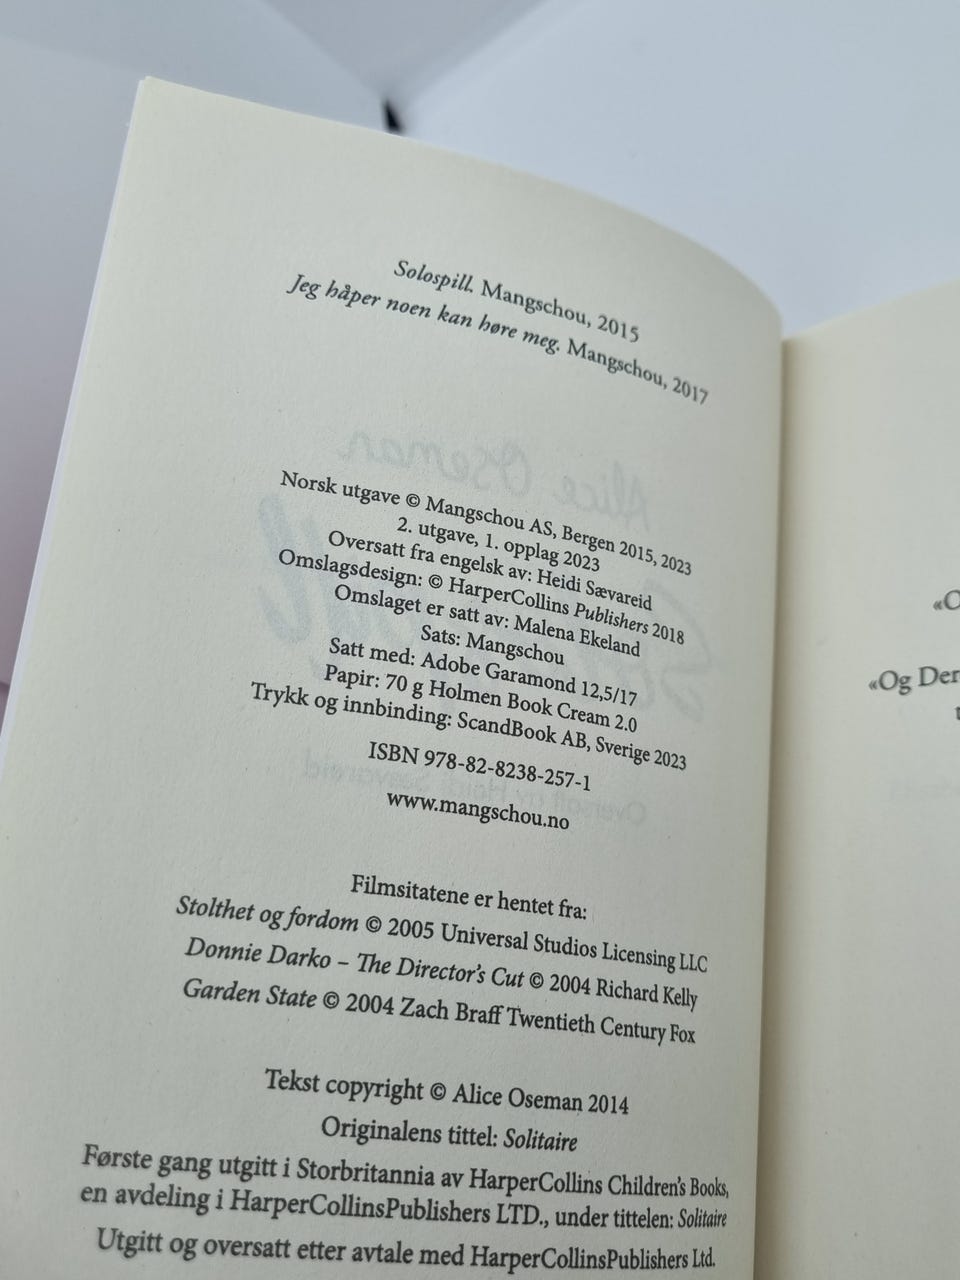 Solospill. Mangschou, 2015
Jeg håper noen kan høre meg. Mangschou, 2017
Alice Oseman
Norsk utgave © Mangschou AS, Bergen 2015, 2023
2. utgave, 1. opplag 2023
Oversatt fra engelsk av: Heidi Sævareid
Omslagsdesign: © HarperCollins Publishers 2018
Omslaget er satt av: Malena Ekeland
Sats: Mangschou
Satt med: Adobe Garamond 12,5/17
Papir: 70 g Holmen Book Cream 2.0
Trykk og innbinding: ScandBook AB, Sverige 2023
ISBN 978-82-8238-257-1
www.mangschou.no
Filmsitatene er hentet fra:
Stolthet og fordom © 2005 Universal Studios Licensing LLC
Donnie Darko – The Director's Cut © 2004 Richard Kelly
Garden State © 2004 Zach Braff Twentieth Century Fox
Tekst copyright © Alice Oseman 2014
Originalens tittel: Solitaire
Første gang utgitt i Storbritannia av HarperCollins Children's Books,
en avdeling i HarperCollinsPublishers LTD., under tittelen: Solitaire
Utgitt og oversatt etter avtale med HarperCollinsPublishers Ltd.
«Og Der